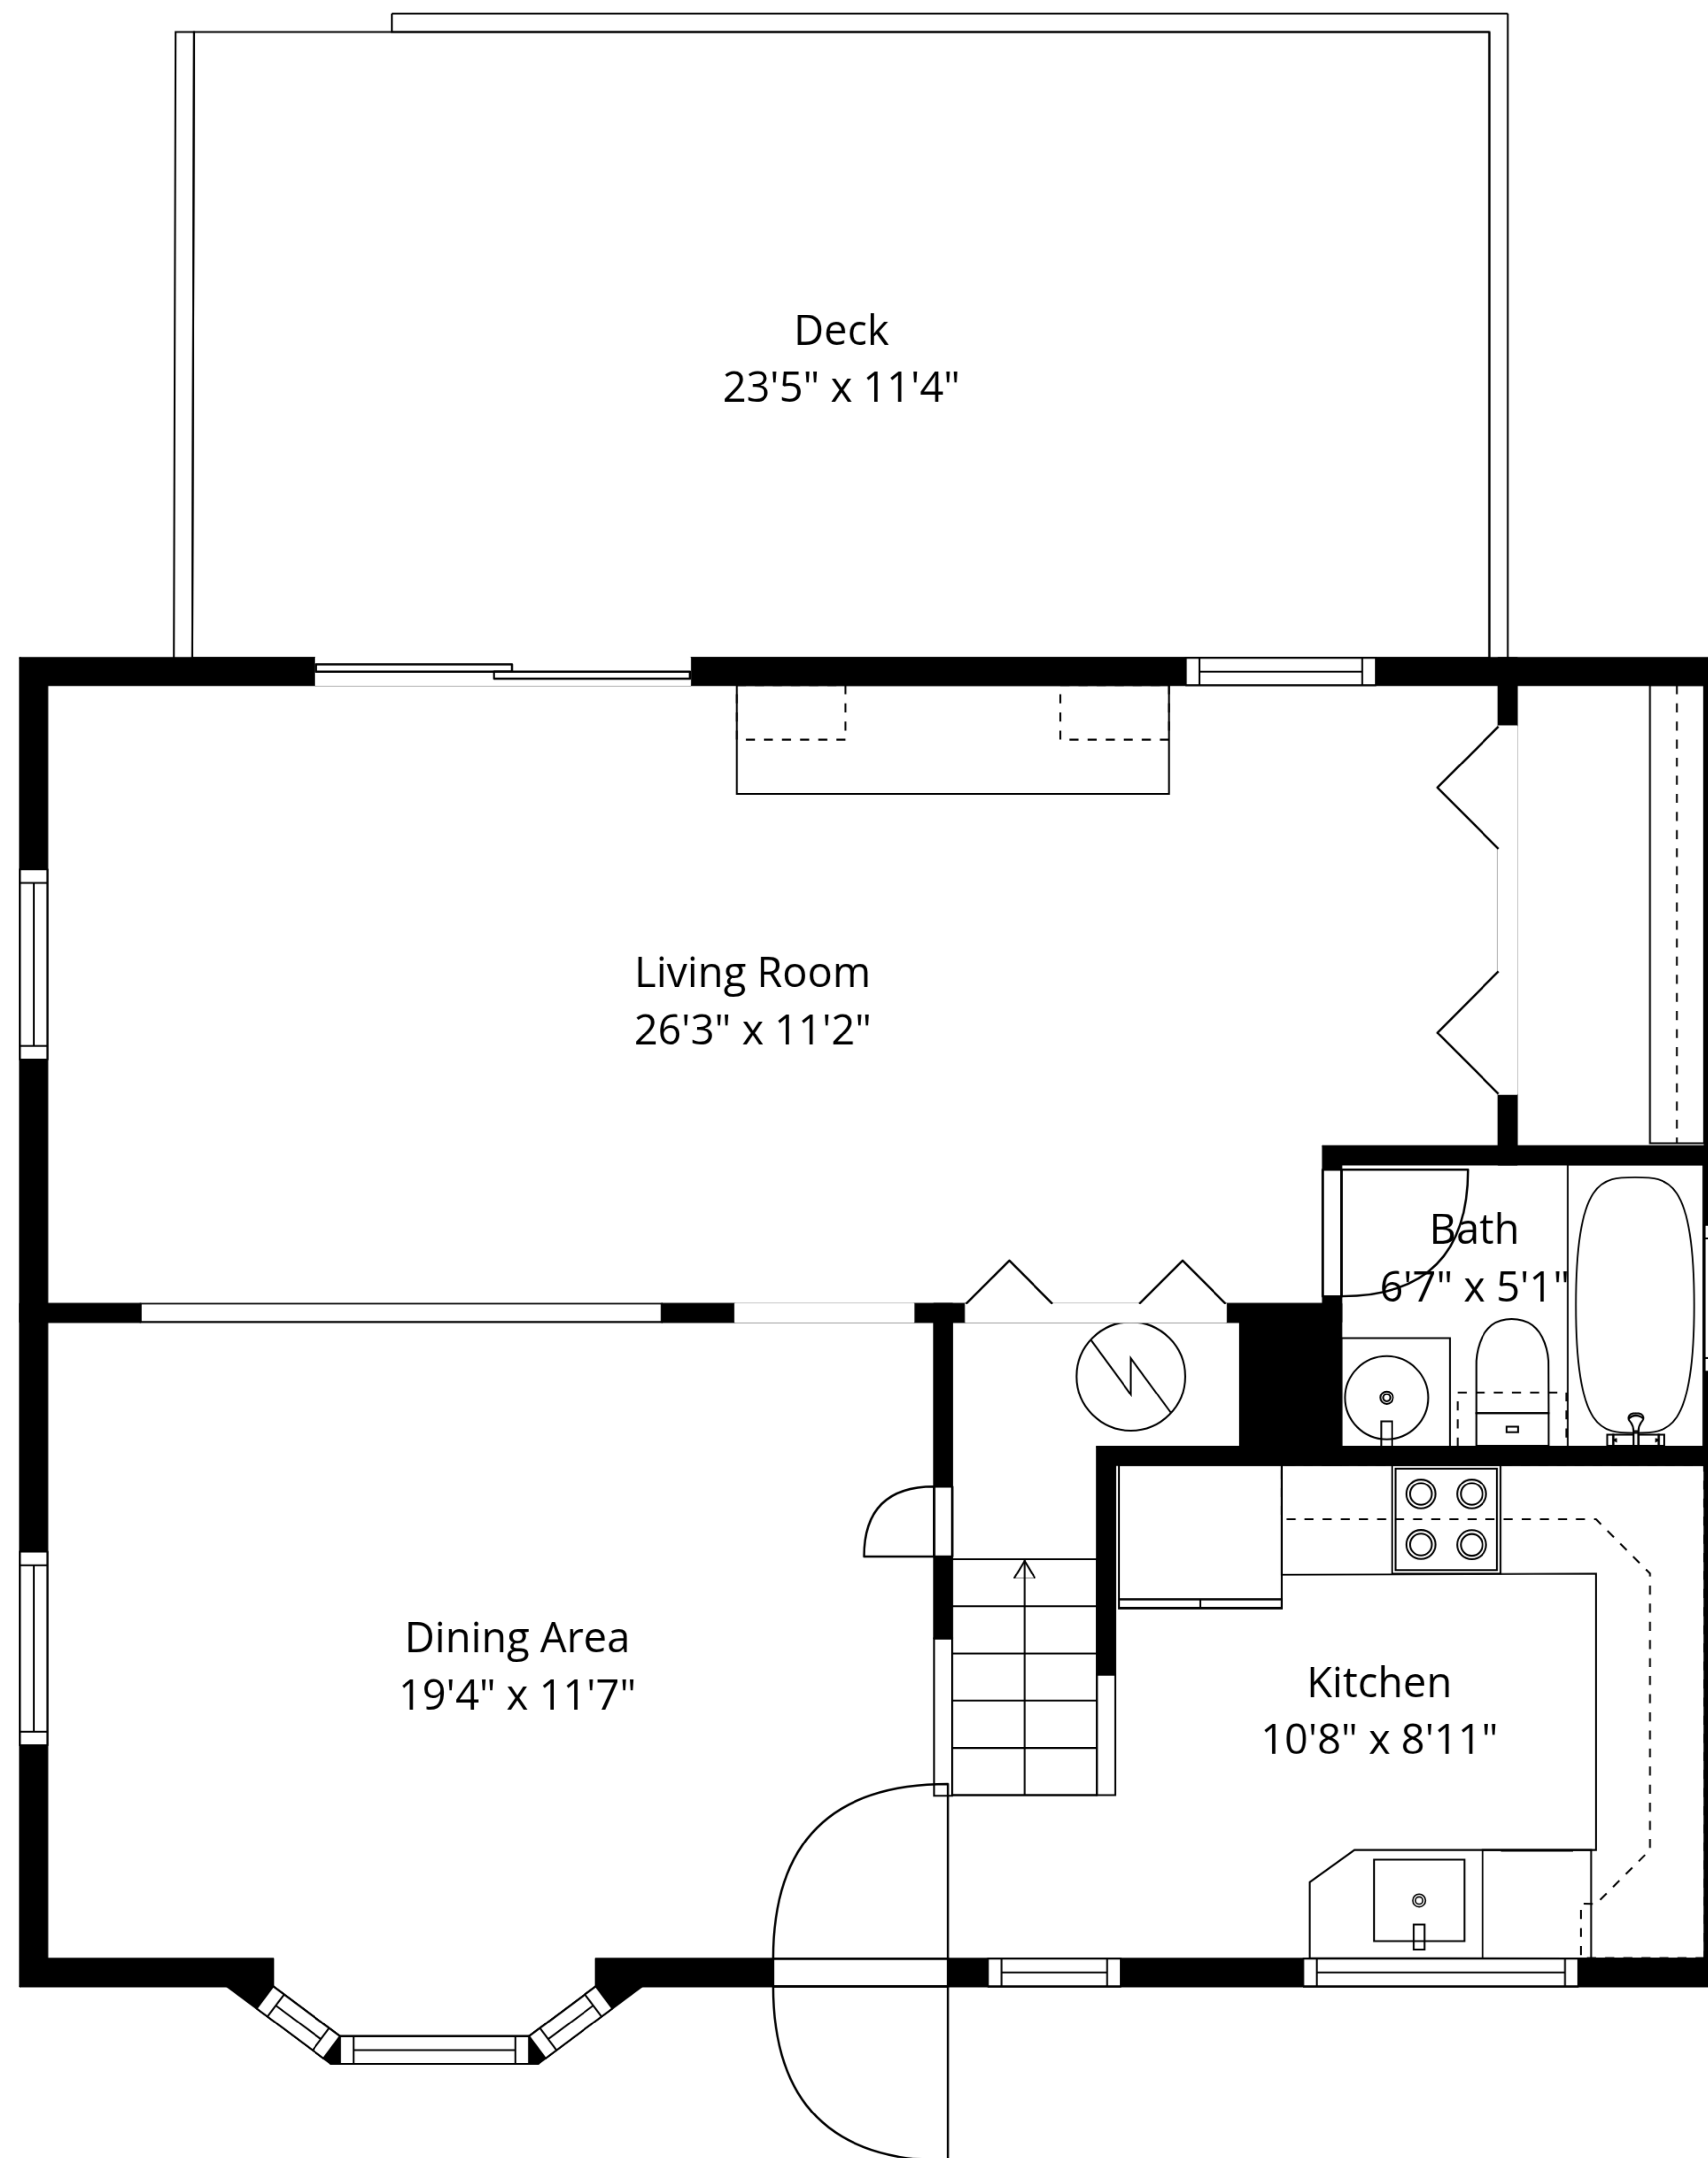 Deck
23'5" x 11'4"
Living Room
26'3" x 11'2"
Bath
6'7" x 5'1"
Dining Area
19'4" x 11'7"
Kitchen
10'8" x 8'11"